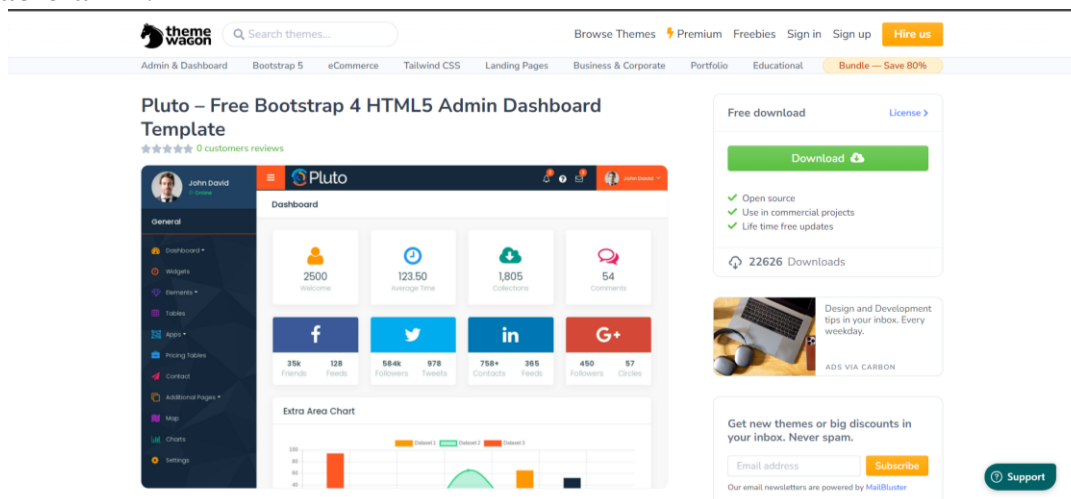 theme
wagon
Search themes...
Browse Themes
Premium
Freebies
Sign in
Sign up
Hire us
Admin & Dashboard
Bootstrap 5
eCommerce
Tailwind CSS
Landing Pages
Business & Corporate
Portfolio
Educational
Bundle — Save 80%
Pluto – Free Bootstrap 4 HTML5 Admin Dashboard
Template
0 customers reviews
John David
Online
Pluto
John David
Dashboard
General
Dashboard
Widgets
Elements
Tables
Apps
Pricing Tables
Contact
Additional Pages
Map
Charts
Settings
2500
Welcome
123.50
Average Time
1,805
Collections
54
Comments
f
in
G+
35k
Friends
128
Feeds
584k
Followers
978
Tweets
758+
Contacts
365
Feeds
450
Followers
57
Circles
Extra Area Chart
Dataset 1
Dataset 2
Dataset 3
100
80
60
40
Free download
License
Download
Open source
Use in commercial projects
Life time free updates
22626 Downloads
Design and Development
tips in your inbox. Every
weekday.
ADS VIA CARBON
Get new themes or big discounts in
your inbox. Never spam.
Email address
Subscribe
Our email newsletters are powered by MailBluster
Support